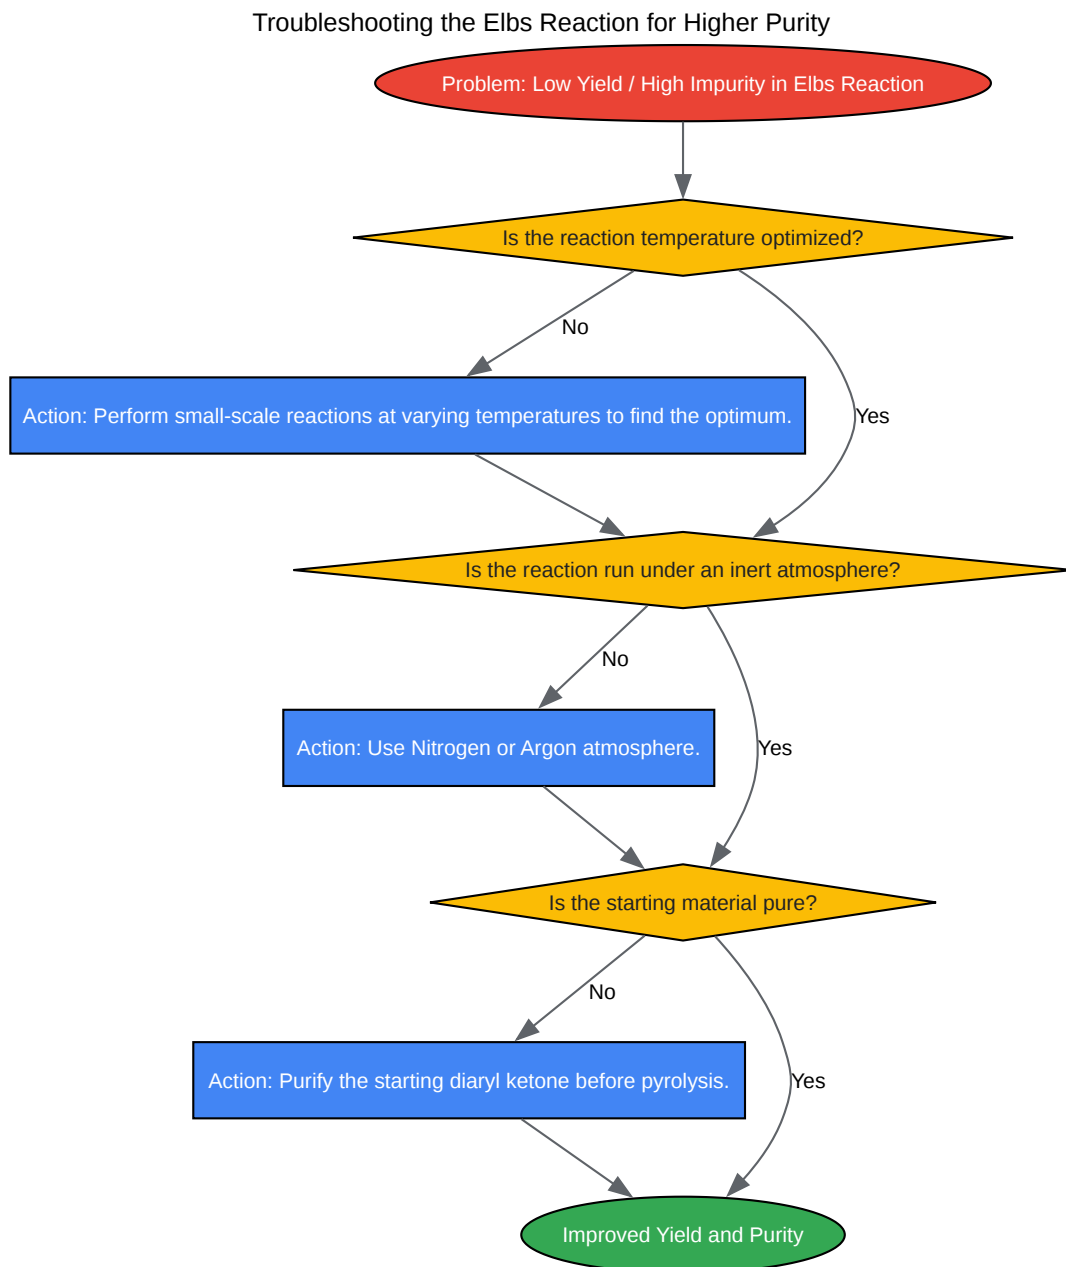 Troubleshooting the Elbs Reaction for Higher Purity
Problem: Low Yield / High Impurity in Elbs Reaction
Is the reaction temperature optimized?
No
Action: Perform small-scale reactions at varying temperatures to find the optimum.
Yes
Is the reaction run under an inert atmosphere?
No
Action: Use Nitrogen or Argon atmosphere.
Yes
Is the starting material pure?
No
Action: Purify the starting diaryl ketone before pyrolysis.
Yes
Improved Yield and Purity